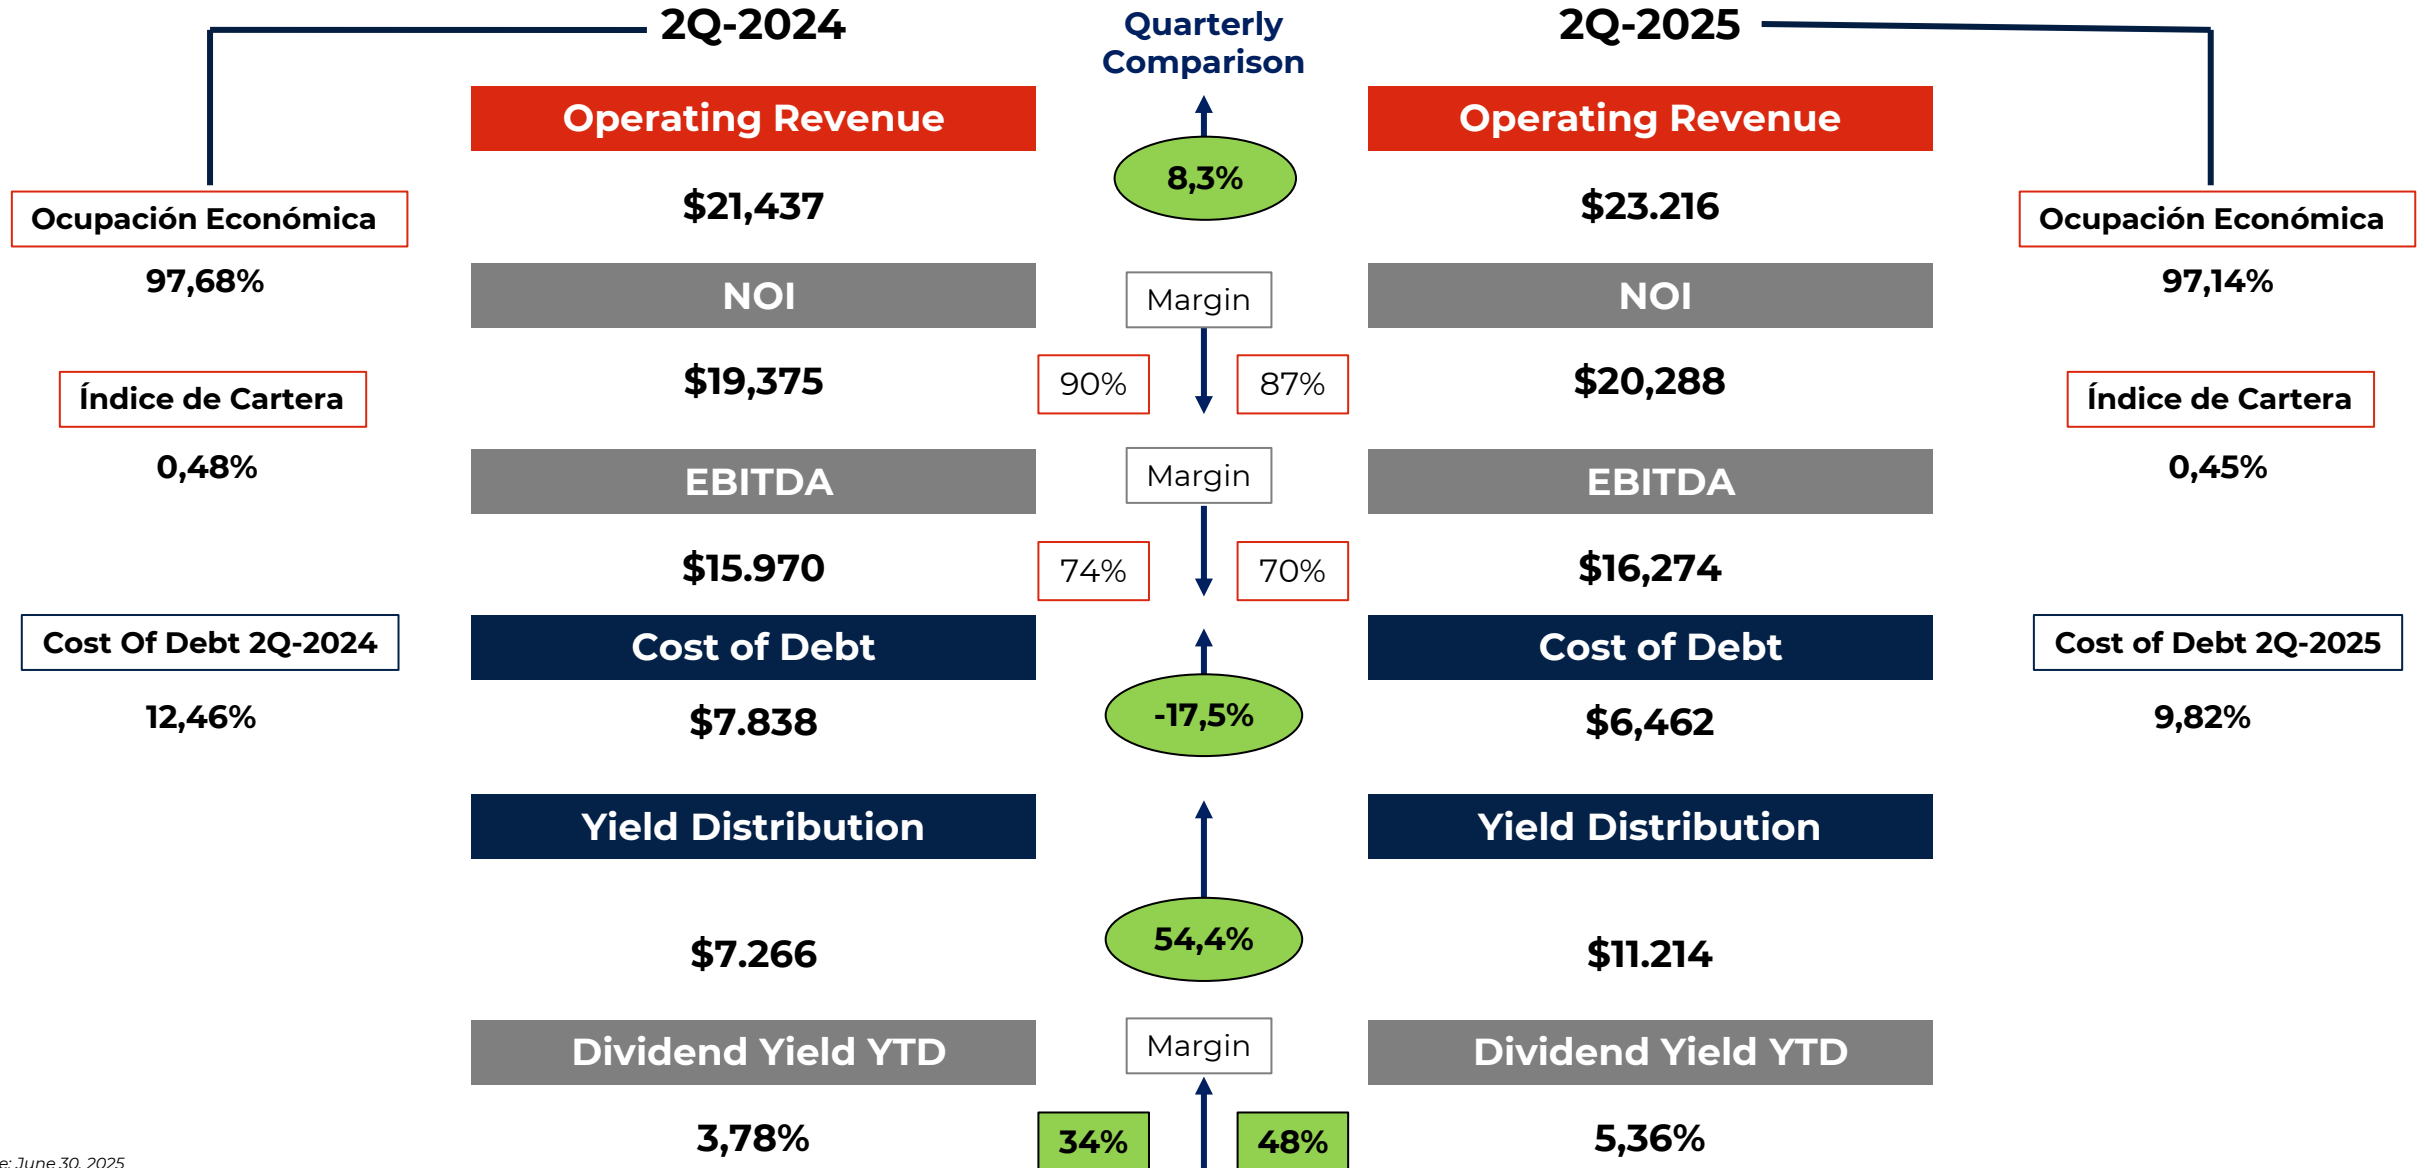 2Q-2024
Quarterly
Comparison
2Q-2025
Operating Revenue
Operating Revenue
8,3%
$21,437
$23.216
Ocupación Económica
Ocupación Económica
97,68%
97,14%
NOI
Margin
NOI
$19,375
90%
87%
$20,288
Índice de Cartera
Índice de Cartera
0,48%
0,45%
EBITDA
Margin
EBITDA
$15.970
74%
70%
$16,274
Cost Of Debt 2Q-2024
Cost of Debt
Cost of Debt
Cost of Debt 2Q-2025
12,46%
$7.838
-17,5%
$6,462
9,82%
Yield Distribution
Yield Distribution
54,4%
$7.266
$11.214
Dividend Yield YTD
Margin
Dividend Yield YTD
3,78%
34%
48%
5,36%
e: June 30, 2025